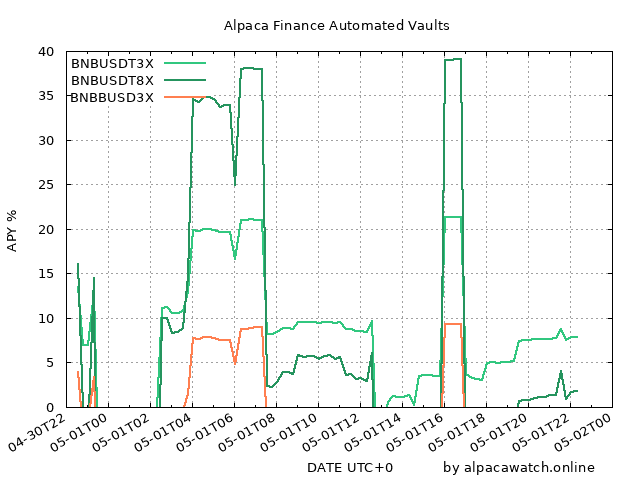 Alpaca Finance Automated Vaults
BNBUSDT3X
BNBUSDT8X
BNBBUSD3X
40
35
30
25
20
15
10
5
0
APY %
04-30T22
05-01T00
05-01T02
05-01T04
05-01T06
05-01T08
05-01T10
05-01T12
05-01T14
05-01T16
05-01T18
05-01T20
05-01T22
05-02T00
DATE UTC+0
by alpacawatch.online